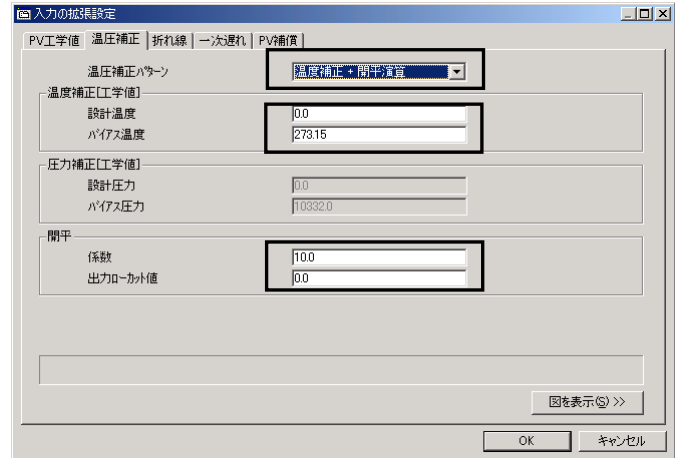 入力の拡張設定
PV工学値 温圧補正 折れ線 一次遅れ PV補償
温圧補正パターン 温度補正 + 開平演算
温度補正[工学値]
設計温度 0.0
バイアス温度 273.15
圧力補正[工学値]
設計圧力 0.0
バイアス圧力 10332.0
開平
係数 10.0
出力ローカット値 0.0
図を表示(S) >>
OK キャンセル